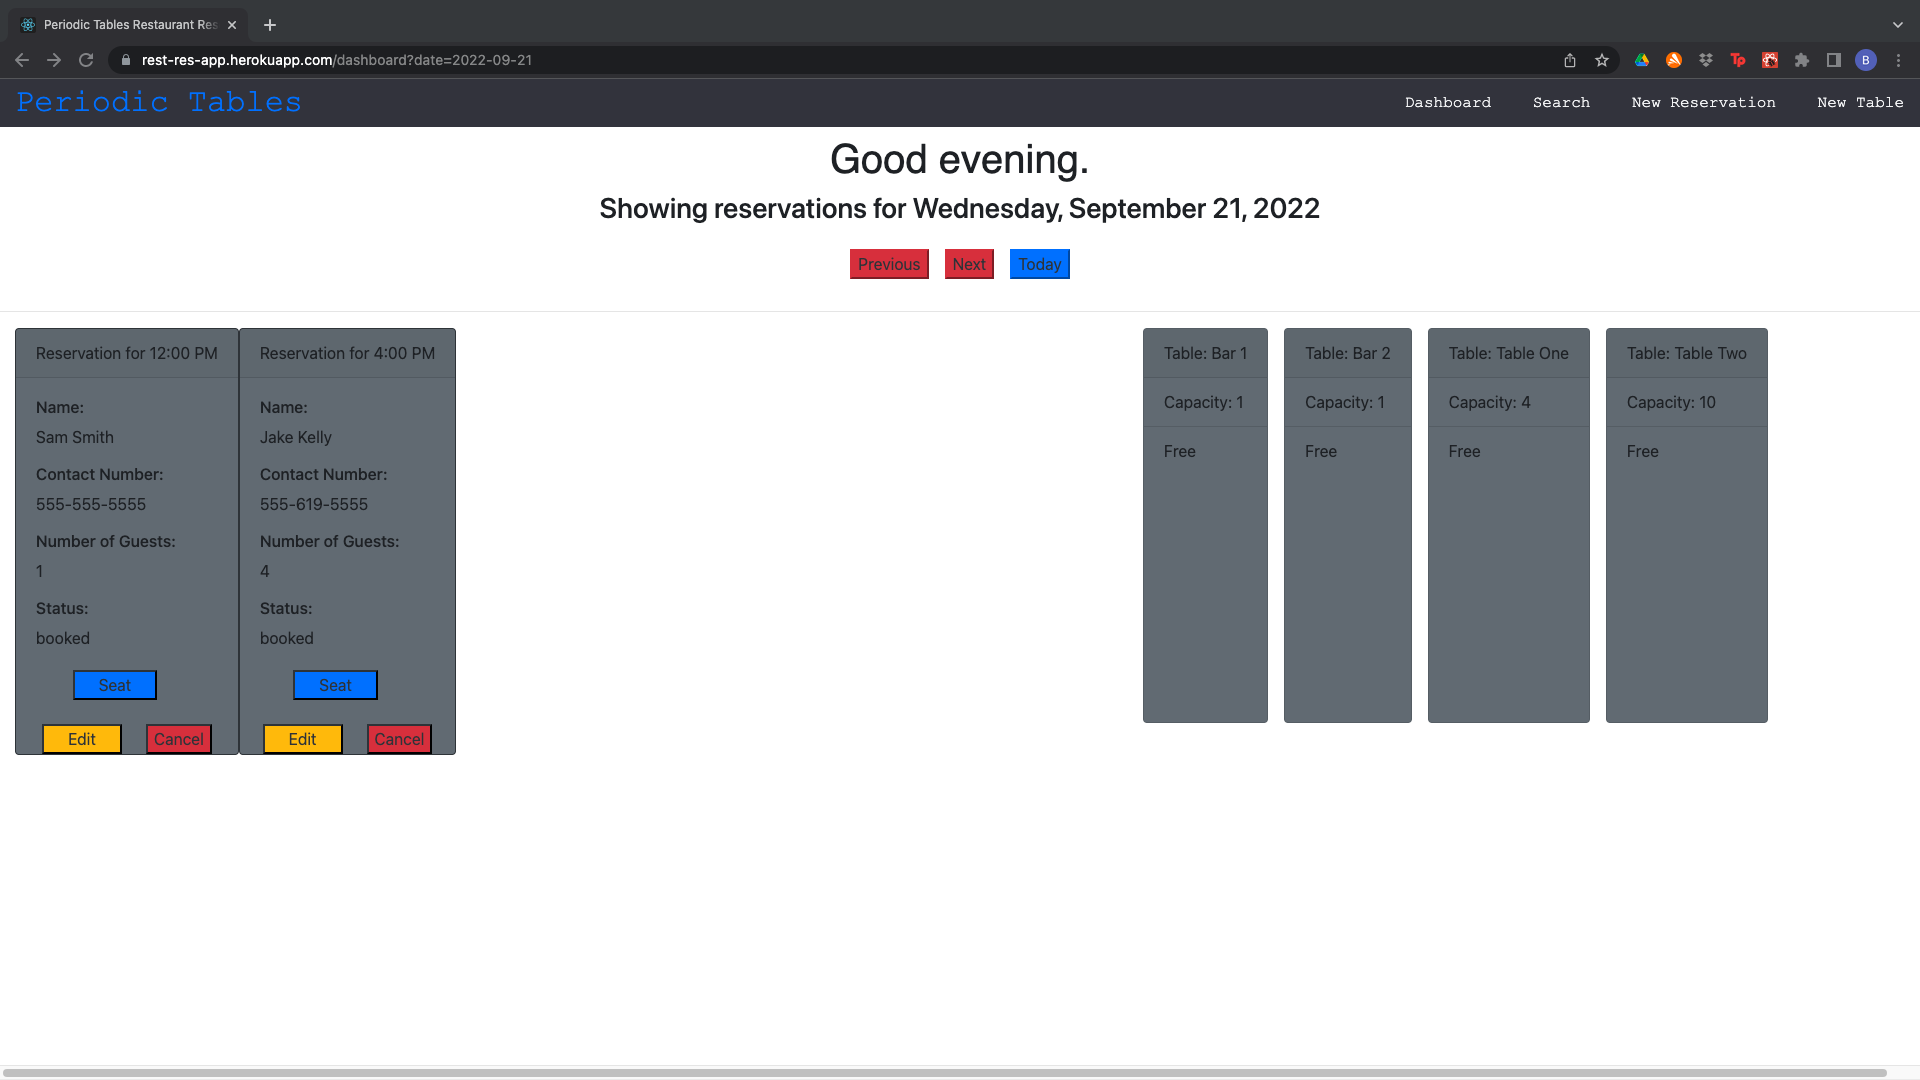 Periodic Tables Restaurant Res
rest-res-app.herokuapp.com/dashboard?date=2022-09-21
Tp
B
Periodic Tables
Dashboard
Search
New Reservation
New Table
Good evening.
Showing reservations for Wednesday, September 21, 2022
Previous
Next
Today
Reservation for 12:00 PM
Name:
Sam Smith
Contact Number:
555-555-5555
Number of Guests:
1
Status:
booked
Seat
Edit
Cancel
Reservation for 4:00 PM
Name:
Jake Kelly
Contact Number:
555-619-5555
Number of Guests:
4
Status:
booked
Seat
Edit
Cancel
Table: Bar 1
Capacity: 1
Free
Table: Bar 2
Capacity: 1
Free
Table: Table One
Capacity: 4
Free
Table: Table Two
Capacity: 10
Free